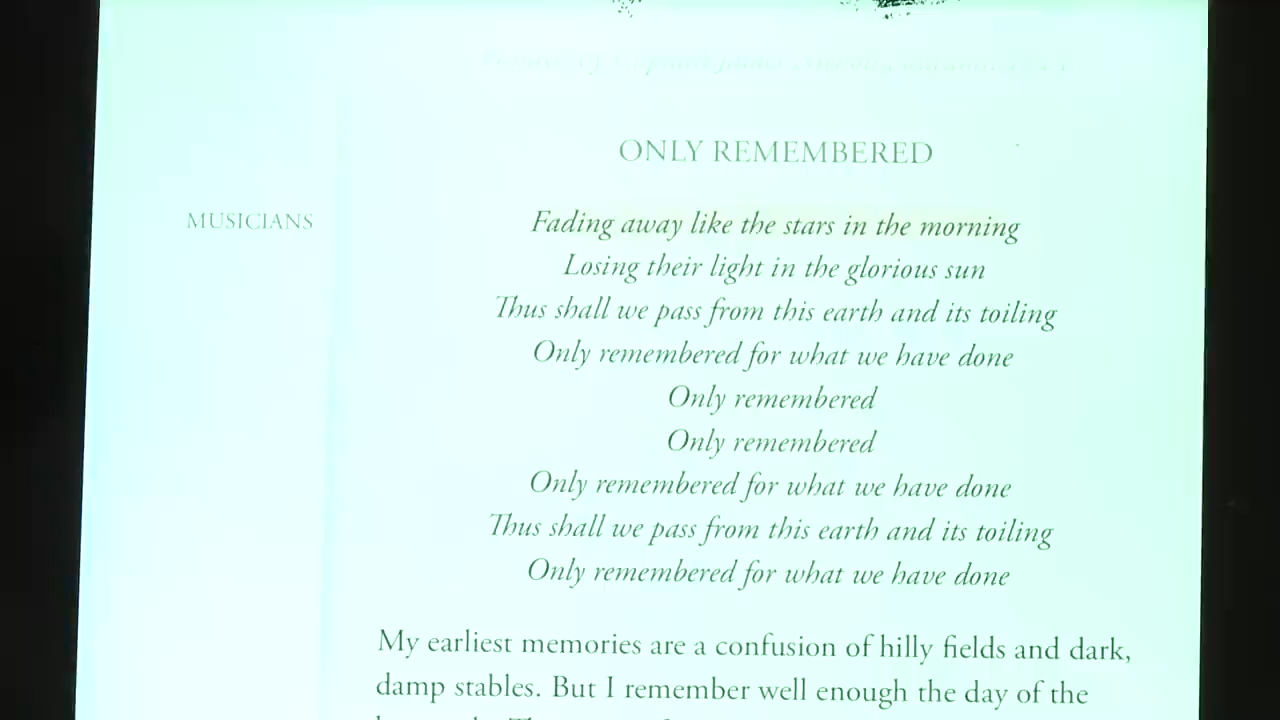 ONLY REMEMBERED
MUSICIANS
Fading away like the stars in the morning
Losing their light in the glorious sun
Thus shall we pass from this earth and its toiling
Only remembered for what we have done
Only remembered
Only remembered
Only remembered for what we have done
Thus shall we pass from this earth and its toiling
Only remembered for what we have done
My earliest memories are a confusion of hilly fields and dark,
damp stables. But I remember well enough the day of the